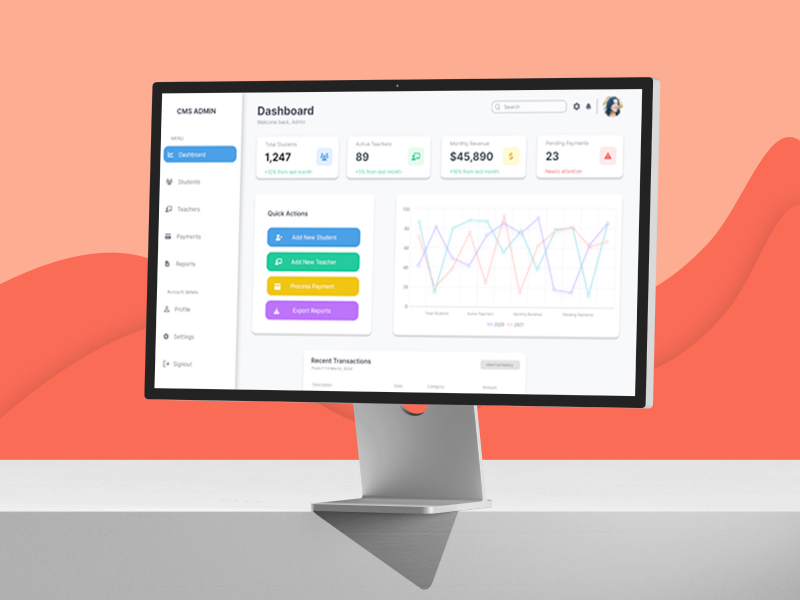 CMS ADMIN
MENU
Dashboard
Students
Teachers
Payments
Reports
Account details
Profile
Settings
Signout
Dashboard
Welcome back, Admin
Search
Total Students
1,247
+12% from last month
Active Teachers
89
+5% from last month
Monthly Revenue
$45,890
+18% from last month
Pending Payments
23
Needs attention
Quick Actions
Add New Student
Add New Teacher
Process Payment
Export Reports
100
80
60
40
20
0
Total Students
Active Payment
Monthly Revenue
Pending Payment
2020
2021
Recent Transactions
Description
Date
Category
Amount